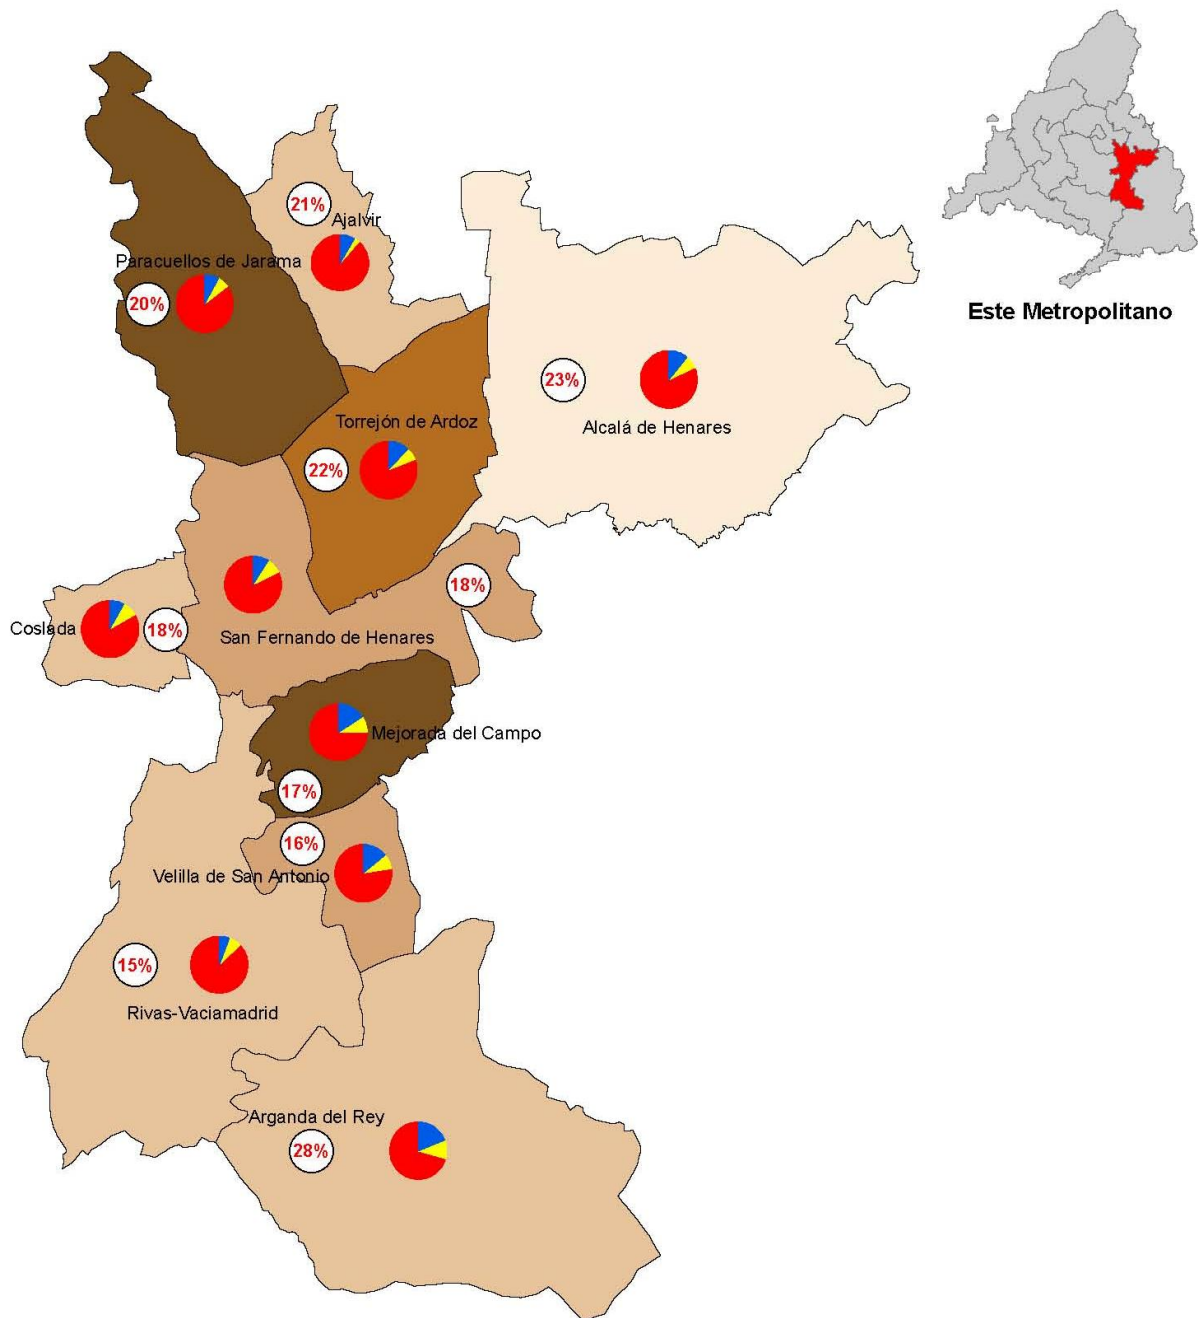 21%
Ajalvir
Paracuellos de Jarama
20%
Este Metropolitano
23%
Alcalá de Henares
Torrejón de Ardoz
22%
18%
Coslada
18%
San Fernando de Henares
Mejorada del Campo
17%
16%
Velilla de San Antonio
15%
Rivas-Vaciamadrid
Arganda del Rey
28%